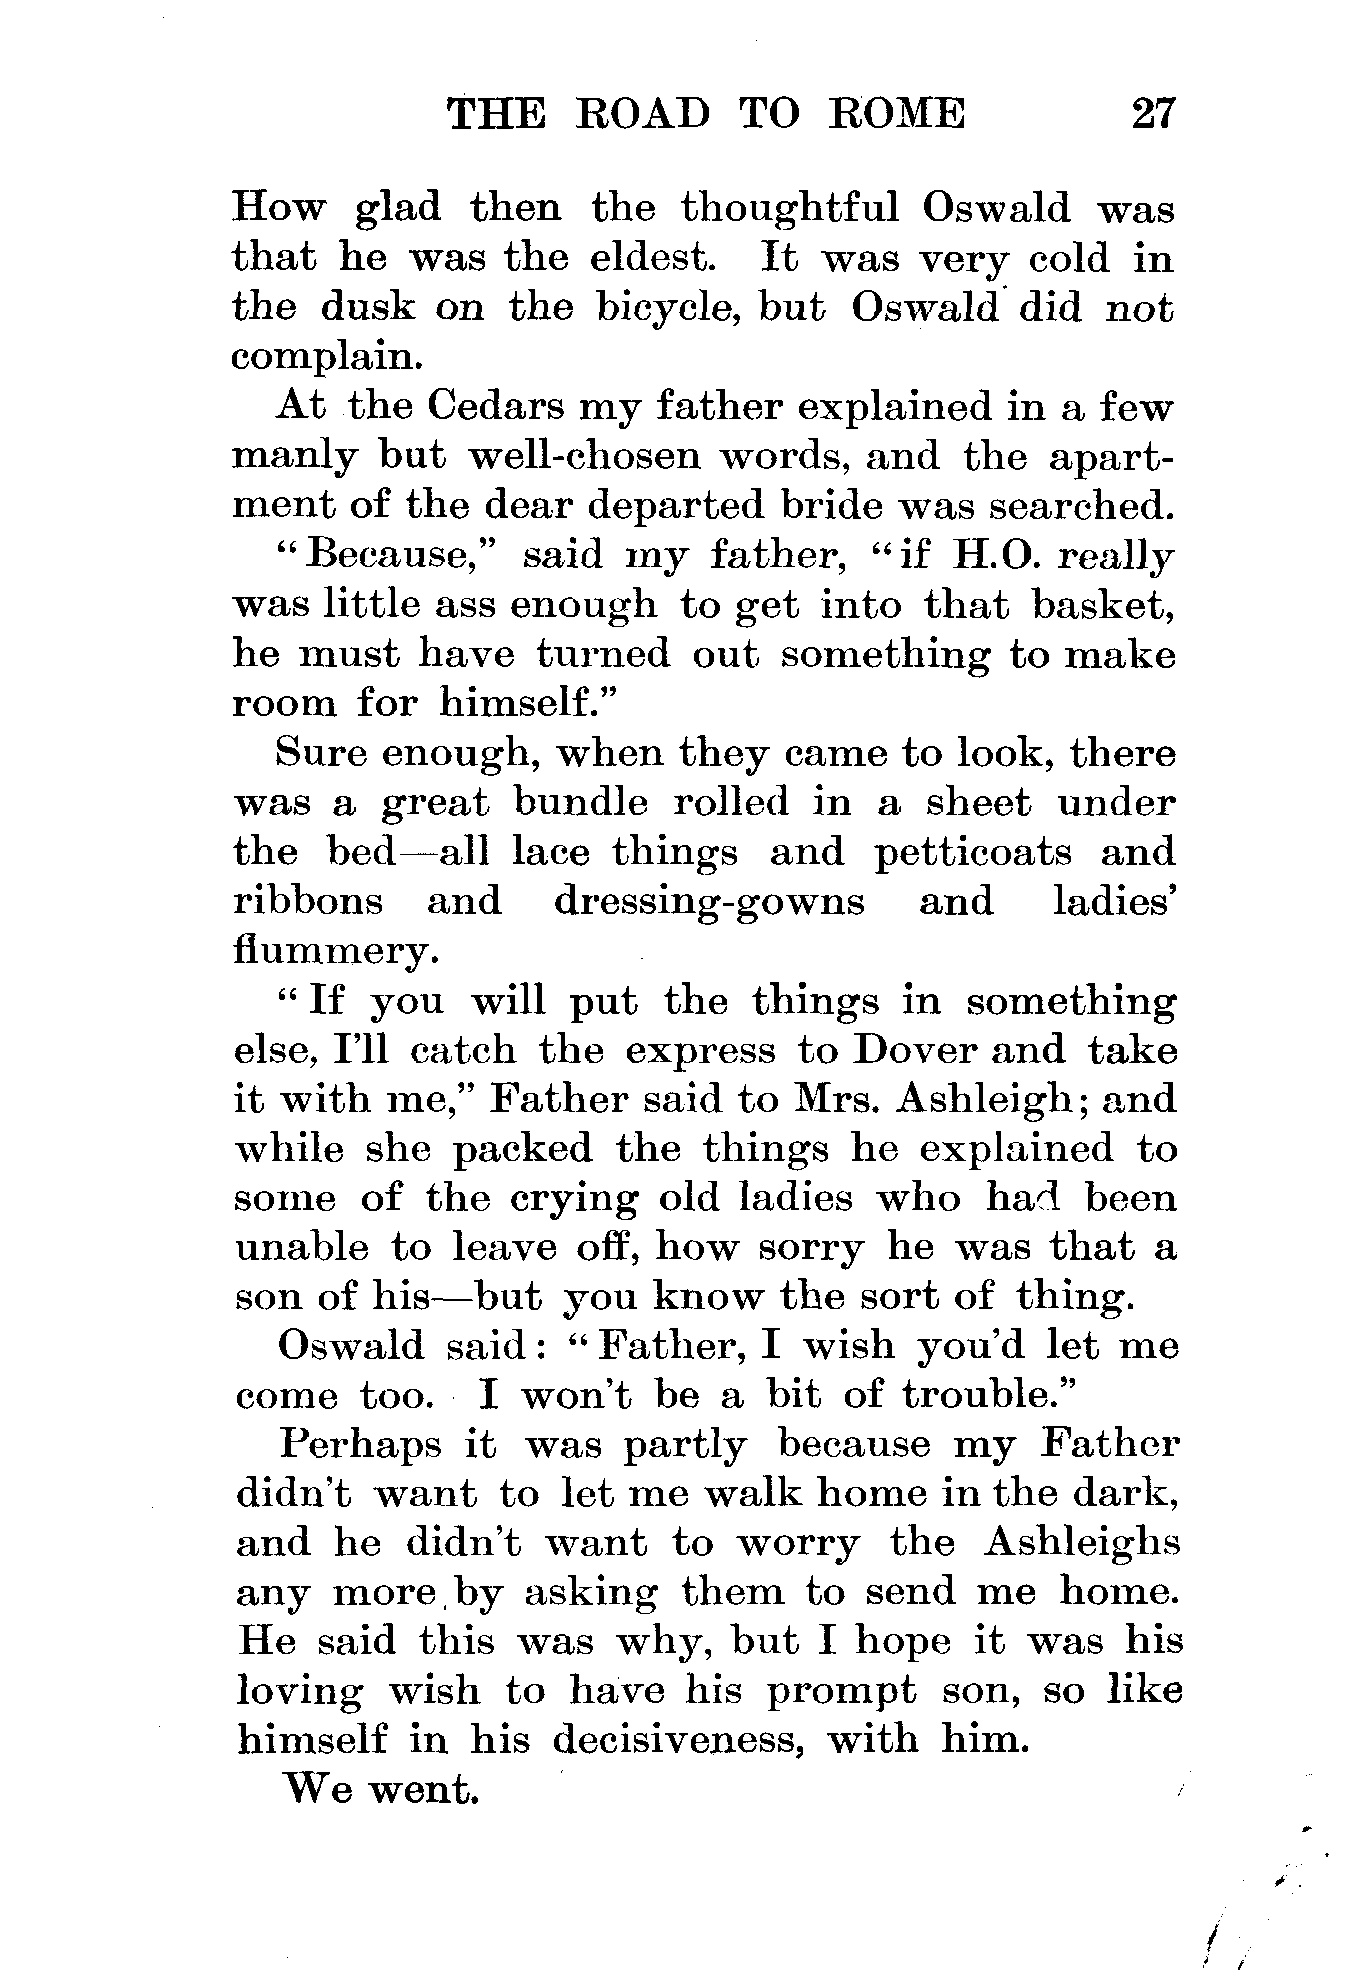 THE ROAD TO ROME 27
How glad then the thoughtful Oswald was
that he was the eldest. It was very cold in
the dusk on the bicycle, but Oswald did not
complain.
At the Cedars my father explained in a few
manly but well-chosen words, and the apart-
ment of the dear departed bride was searched.
“Because,” said my father, “if H.O. really
was little ass enough to get into that basket,
he must have turned out something to make
room for himself.”
Sure enough, when they came to look, there
was a great bundle rolled in a sheet under
the bed—all lace things and petticoats and
ribbons and dressing-gowns and ladies’
flummery.
“If you will put the things in something
else, I’ll catch the express to Dover and take
it with me,” Father said to Mrs. Ashleigh; and
while she packed the things he explained to
some of the crying old ladies who had been
unable to leave off, how sorry he was that a
son of his—but you know the sort of thing.
Oswald said: “Father, I wish you’d let me
come too. I won’t be a bit of trouble.”
Perhaps it was partly because my Father
didn’t want to let me walk home in the dark,
and he didn’t want to worry the Ashleighs
any more by asking them to send me home.
He said this was why, but I hope it was his
loving wish to have his prompt son, so like
himself in his decisiveness, with him.
We went.